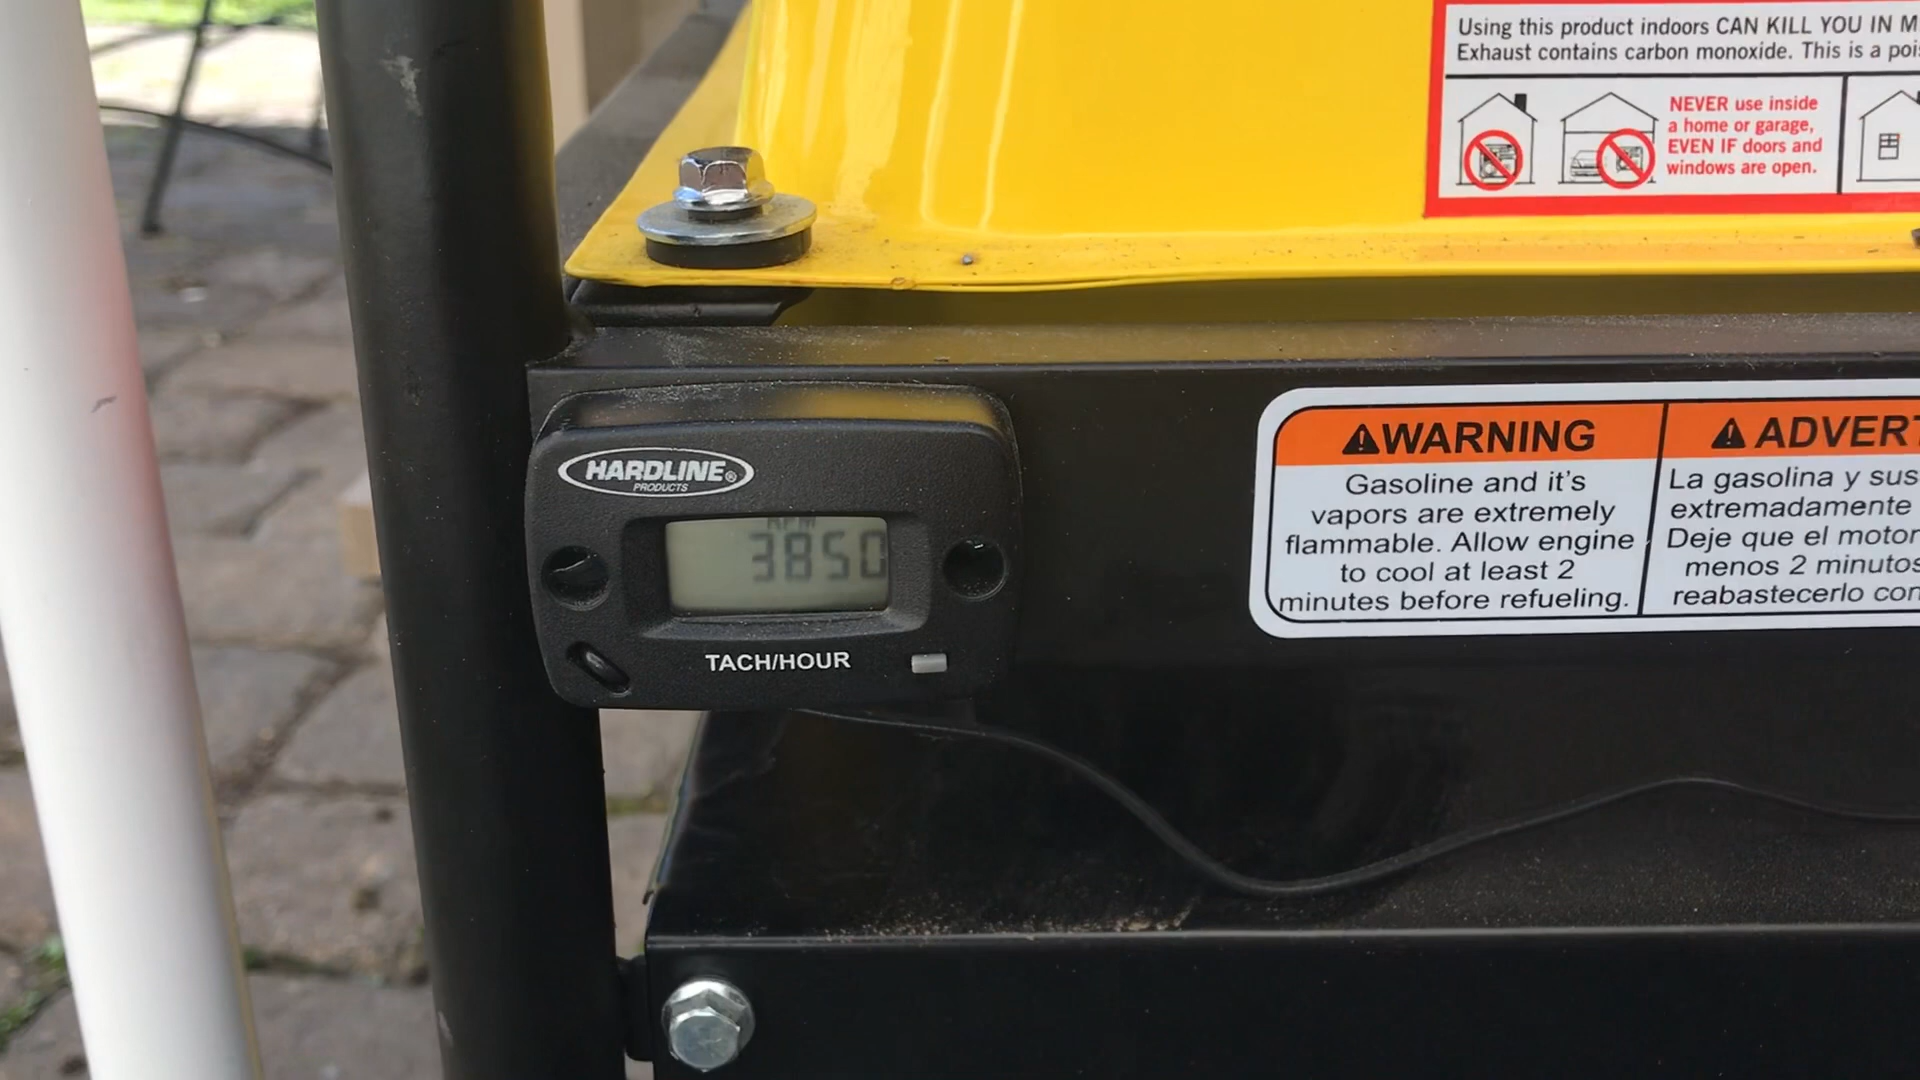 Using this product indoors CAN KILL YOU IN M
Exhaust contains carbon monoxide. This is a poi
NEVER use inside
a home or garage,
EVEN IF doors and
windows are open.
HARDLINE®
PRODUCTS
RPM
3850
TACH/HOUR
WARNING
Gasoline and it's
vapors are extremely
flammable. Allow engine
to cool at least 2
minutes before refueling.
ADVERT
La gasolina y sus
extremadamente
Deje que el motor
menos 2 minutos
reabastecerlo con